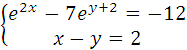 e^{2x} − 7e^{y+2} = −12
x − y = 2